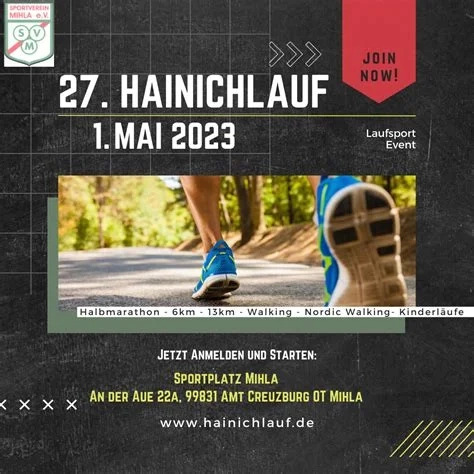 SPORTVEREIN
MIHLA e.V.
S V
M
JOIN
NOW!
27. HAINICHLAUF
1. MAI 2023
Laufsport
Event
Halbmarathon - 6km - 13km - Walking - Nordic Walking- Kinderläufe
JETZT ANMELDEN UND STARTEN:
SPORTPLATZ MIHLA
AN DER AUE 22A, 99831 AMT CREUZBURG OT MIHLA
www.hainichlauf.de